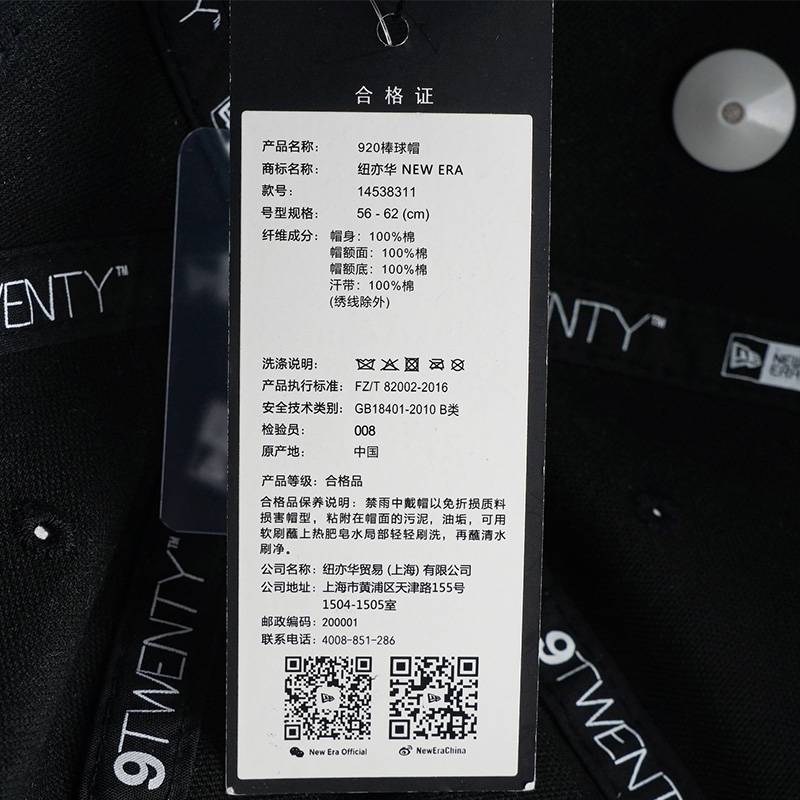 合格证
产品名称： 920棒球帽
商标名称： 纽亦华 NEW ERA
款号： 14538311
号型规格： 56 - 62 (cm)
纤维成分： 帽身：100%棉
帽额面：100%棉
帽额底：100%棉
汗带：100%棉
(绣线除外)
洗涤说明：
产品执行标准： FZ/T 82002-2016
安全技术类别： GB18401-2010 B类
检验员： 008
原产地： 中国
产品等级：合格品
合格品保养说明：禁雨中戴帽以免折损质料
损害帽型，粘附在帽面的污泥，油垢，可用
软刷蘸上热肥皂水局部轻轻刷洗，再蘸清水
刷净。
公司名称：纽亦华贸易 (上海) 有限公司
公司地址：上海市黄浦区天津路155号
1504-1505室
邮政编码：200001
联系电话：4008-851-286
New Era Official
NewEraChina
ENTY™
NTY™
NEW
ERA
9TWENTY™
9TWENTY